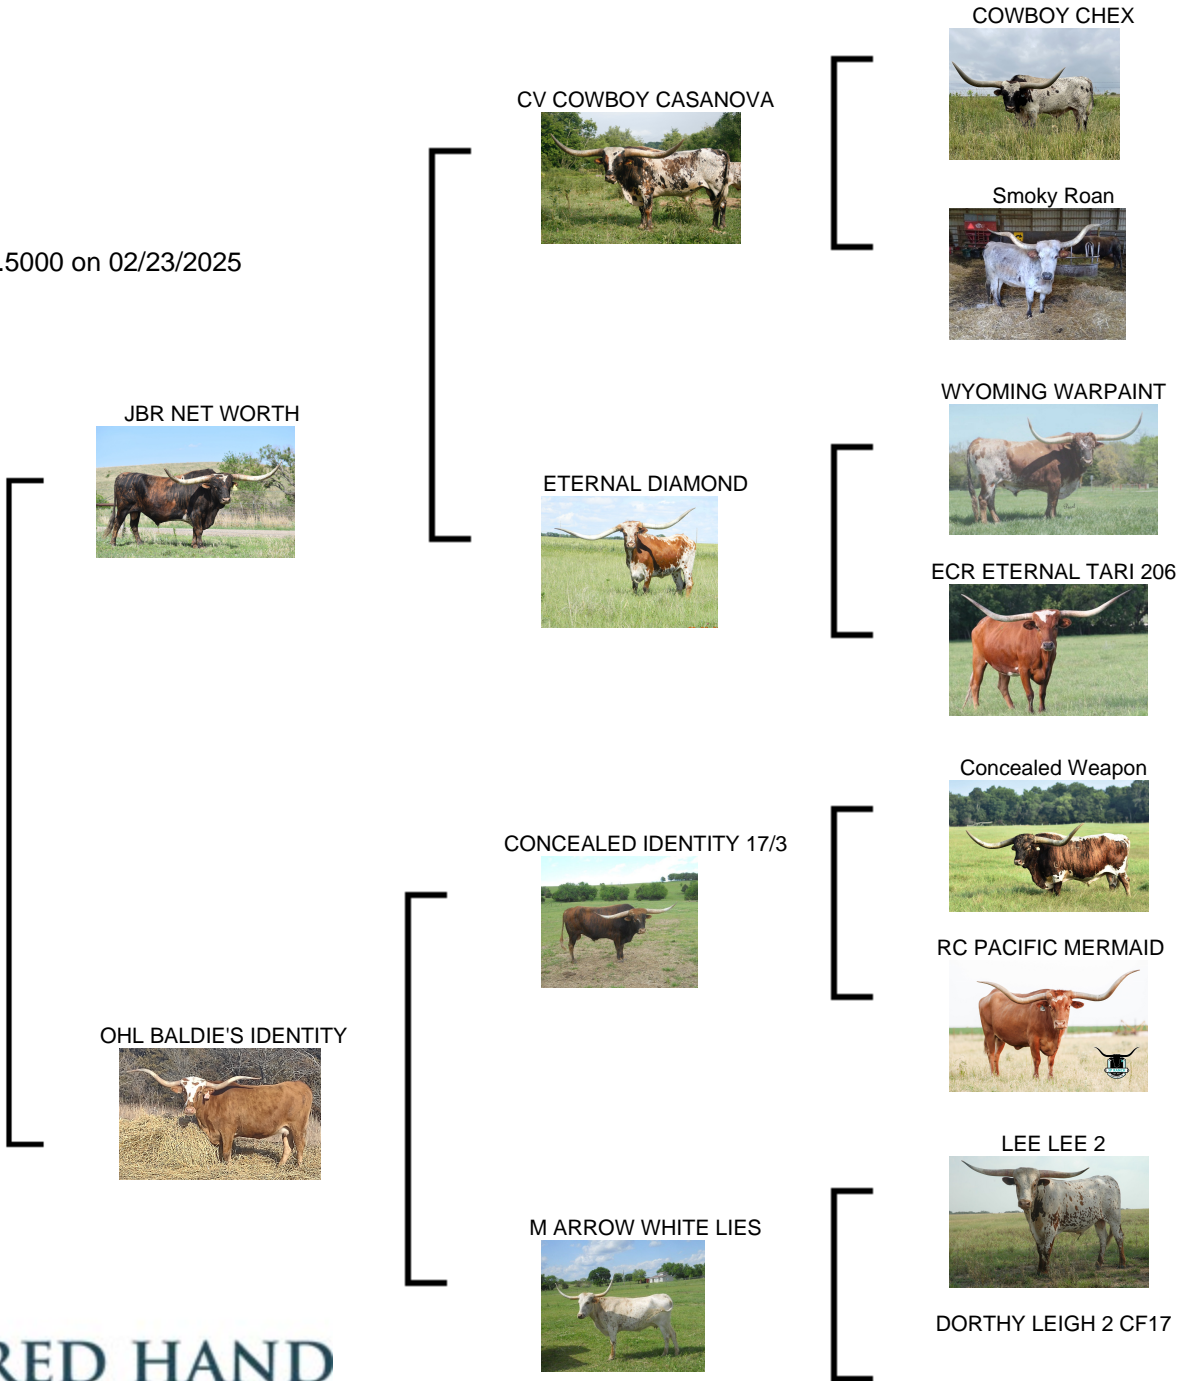 COWBOY CHEX
CV COWBOY CASANOVA
Smoky Roan
.5000 on 02/23/2025
WYOMING WARPAINT
JBR NET WORTH
ETERNAL DIAMOND
ECR ETERNAL TARI 206
Concealed Weapon
CONCEALED IDENTITY 17/3
RC PACIFIC MERMAID
OHL BALDIE'S IDENTITY
LEE LEE 2
M ARROW WHITE LIES
DORTHY LEIGH 2 CF17
RED HAND